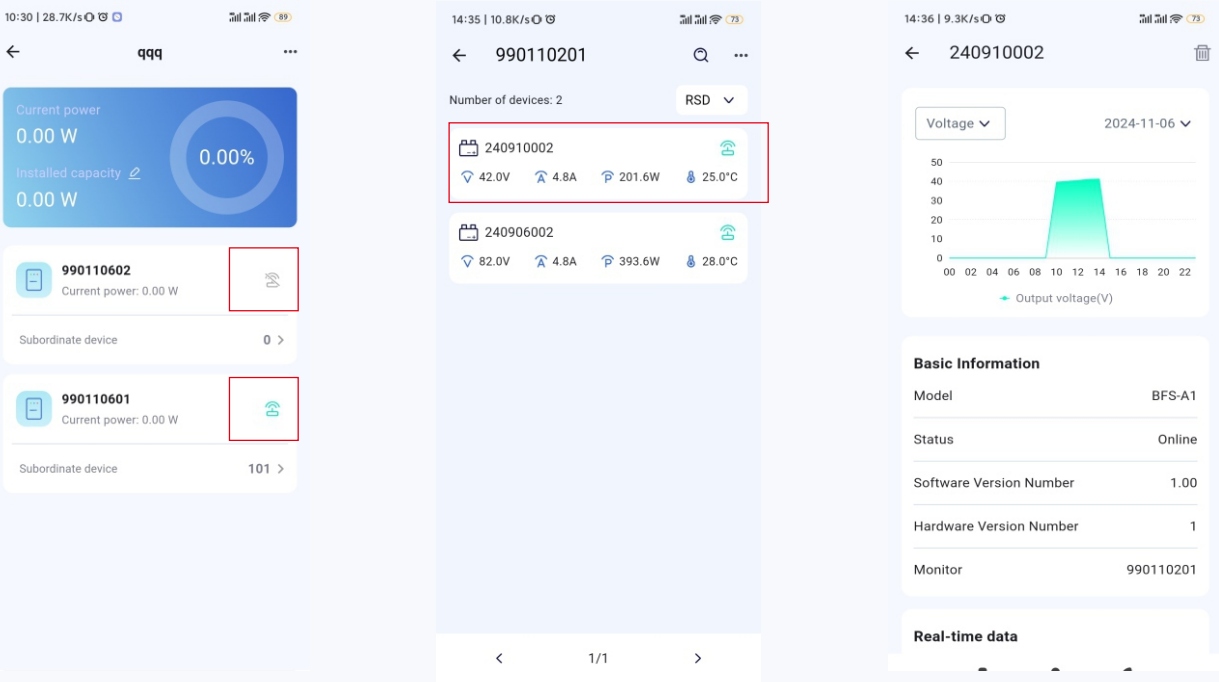 10:30 | 28.7K/s
89
qqq
Current power
0.00 W
0.00%
Installed capacity
0.00 W
990110602
Current power: 0.00 W
Subordinate device
0
990110601
Current power: 0.00 W
Subordinate device
101
14:35 | 10.8K/s
73
990110201
Number of devices: 2
RSD
240910002
42.0V
4.8A
201.6W
25.0°C
240906002
82.0V
4.8A
393.6W
28.0°C
1/1
14:36 | 9.3K/s
73
240910002
Voltage
2024-11-06
50
40
30
20
10
0
00 02 04 06 08 10 12 14 16 18 20 22
Output voltage(V)
Basic Information
Model BFS-A1
Status Online
Software Version Number 1.00
Hardware Version Number 1
Monitor 990110201
Real-time data